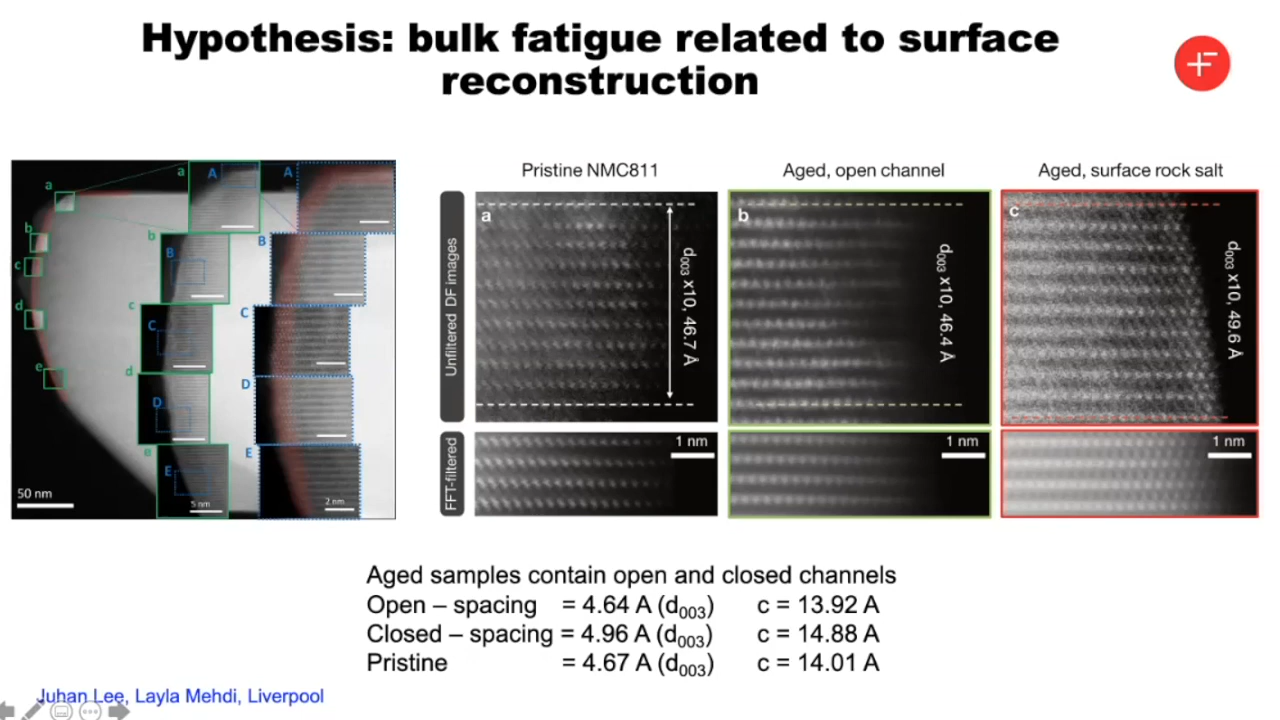 Hypothesis: bulk fatigue related to surface
reconstruction
a
b
c
d
e
a
b
c
d
e
A
B
C
D
E
A
B
C
D
E
50 nm
5 nm
2 nm
Pristine NMC811
Aged, open channel
Aged, surface rock salt
Unfiltered DF images
a
d₀₀₃ x10, 46.7 Å
b
d₀₀₃ x10, 46.4 Å
c
d₀₀₃ x10, 49.6 Å
FFT-filtered
1 nm
1 nm
1 nm
Aged samples contain open and closed channels
Open – spacing = 4.64 A (d₀₀₃) c = 13.92 A
Closed – spacing = 4.96 A (d₀₀₃) c = 14.88 A
Pristine = 4.67 A (d₀₀₃) c = 14.01 A
Juhan Lee, Layla Mehdi, Liverpool